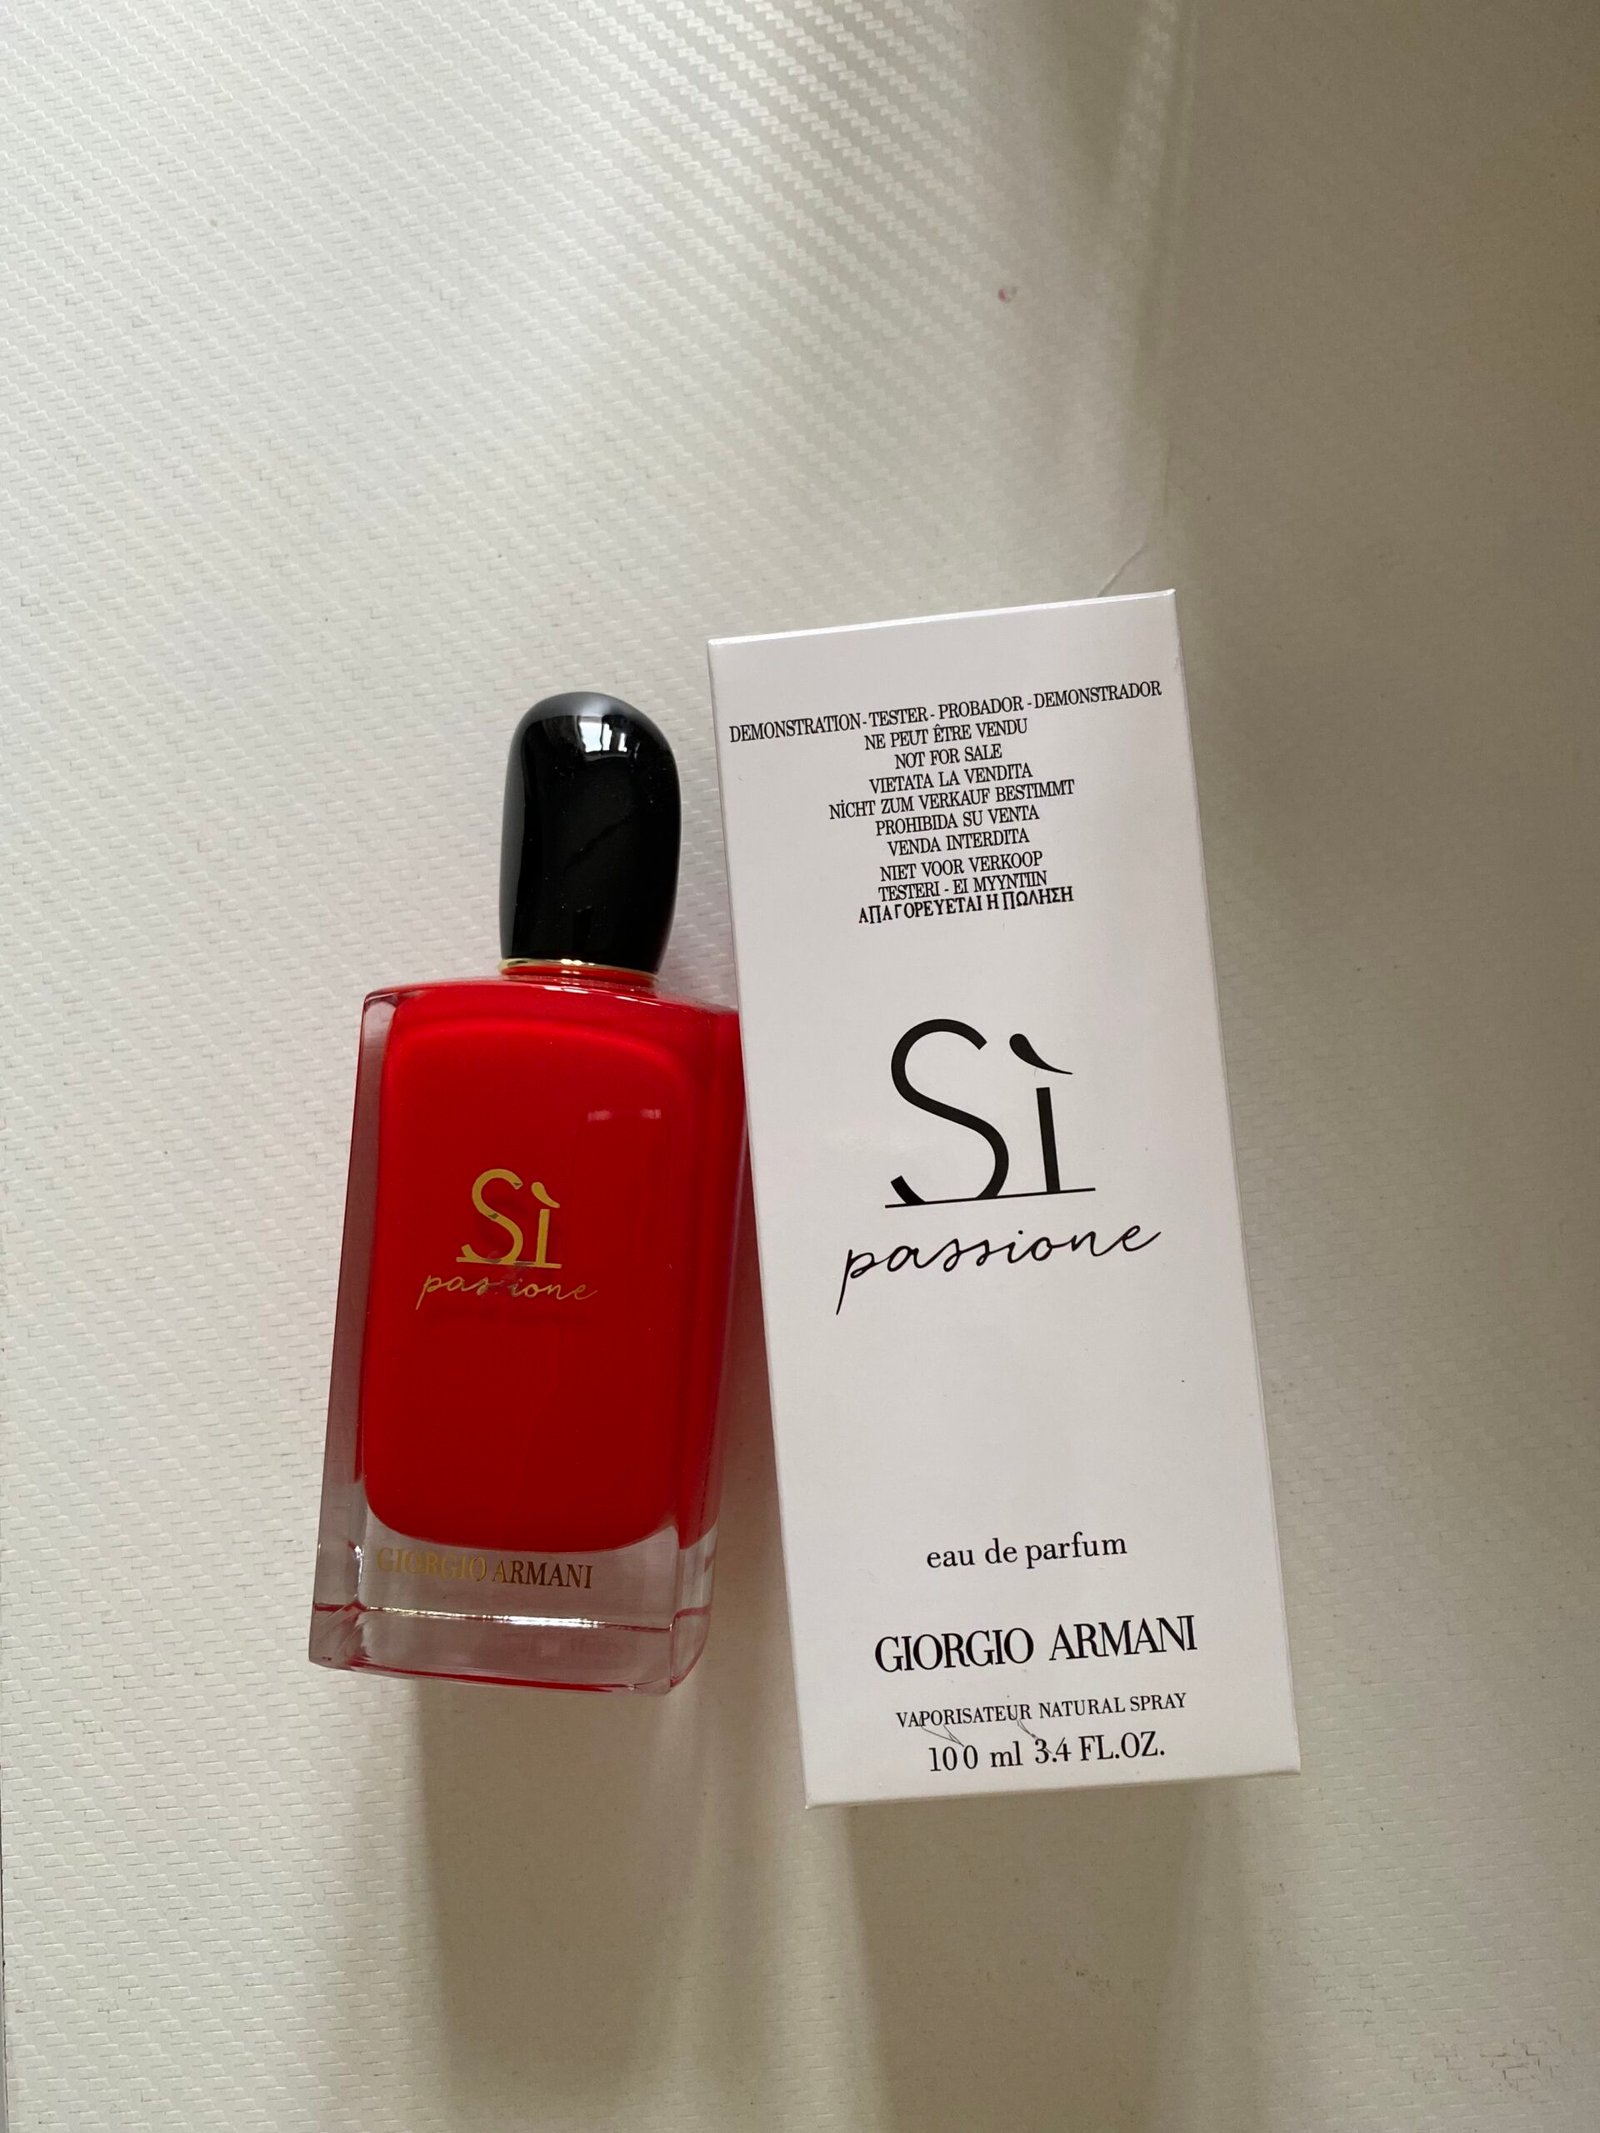 DEMONSTRATION - TESTER - PROBADOR - DEMONSTRADOR
NE PEUT ÊTRE VENDU
NOT FOR SALE
VIETATA LA VENDITA
NİCHT ZUM VERKAUF BESTIMMT
PROHIBIDA SU VENTA
VENDA INTERDITA
NIET VOOR VERKOOP
TESTERI - EI MYYNTIIN
ΑΠΑΓΟΡΕΥΕΤΑΙ Η ΠΩΛΗΣΗ
Sì
passione
eau de parfum
GIORGIO ARMANI
VAPORISATEUR NATURAL SPRAY
100 ml 3.4 FL.OZ.
Sì
passione
GIORGIO ARMANI